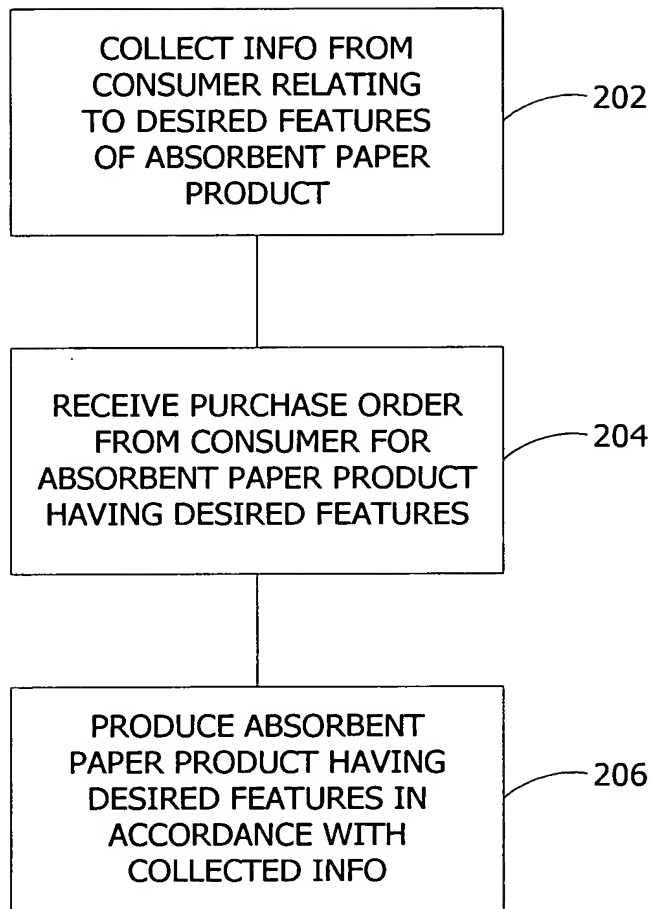 COLLECT INFO FROM
CONSUMER RELATING
TO DESIRED FEATURES
OF ABSORBENT PAPER
PRODUCT
202
RECEIVE PURCHASE ORDER
FROM CONSUMER FOR
ABSORBENT PAPER PRODUCT
HAVING DESIRED FEATURES
204
PRODUCE ABSORBENT
PAPER PRODUCT HAVING
DESIRED FEATURES IN
ACCORDANCE WITH
COLLECTED INFO
206